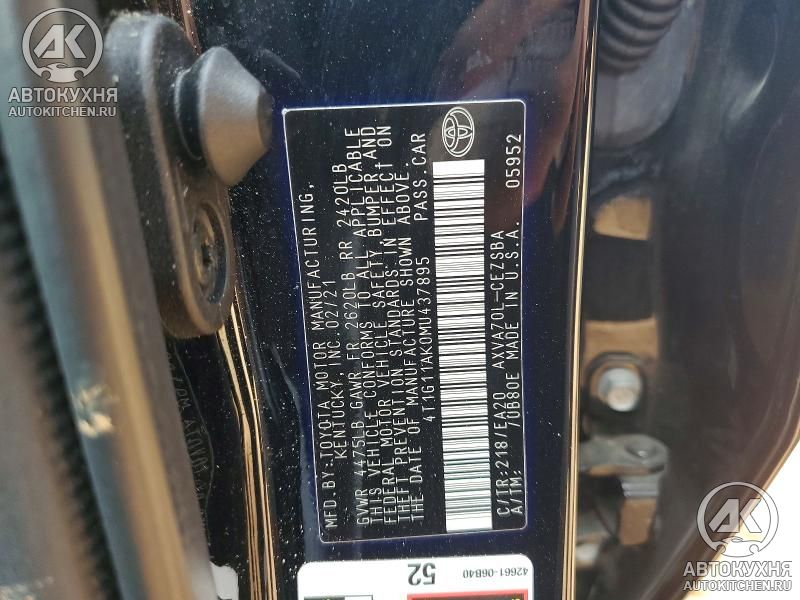 АВТОКУХНЯ
AUTOKITCHEN.RU
MFD.BY:TOYOTA MOTOR MANUFACTURING,
KENTUCKY, INC.02/21
GVWR 4475LB GAWR FR 2620LB RR 2420LB
THIS VEHICLE CONFORMS TO ALL APPLICABLE
FEDERAL MOTOR VEHICLE SAFETY, BUMPER AND
THEFT PREVENTION STANDARDS IN EFFECT ON
THE DATE OF MANUFACTURE SHOWN ABOVE.
4T1G11AK0MU437895 PASS.CAR
C/TR:218/EA20 AXVA70L-CEZSBA
A/TM: /0B80E MADE IN U.S.A. 05952
42661-06B40
52
АВТОКУХНЯ
AUTOKITCHEN.RU